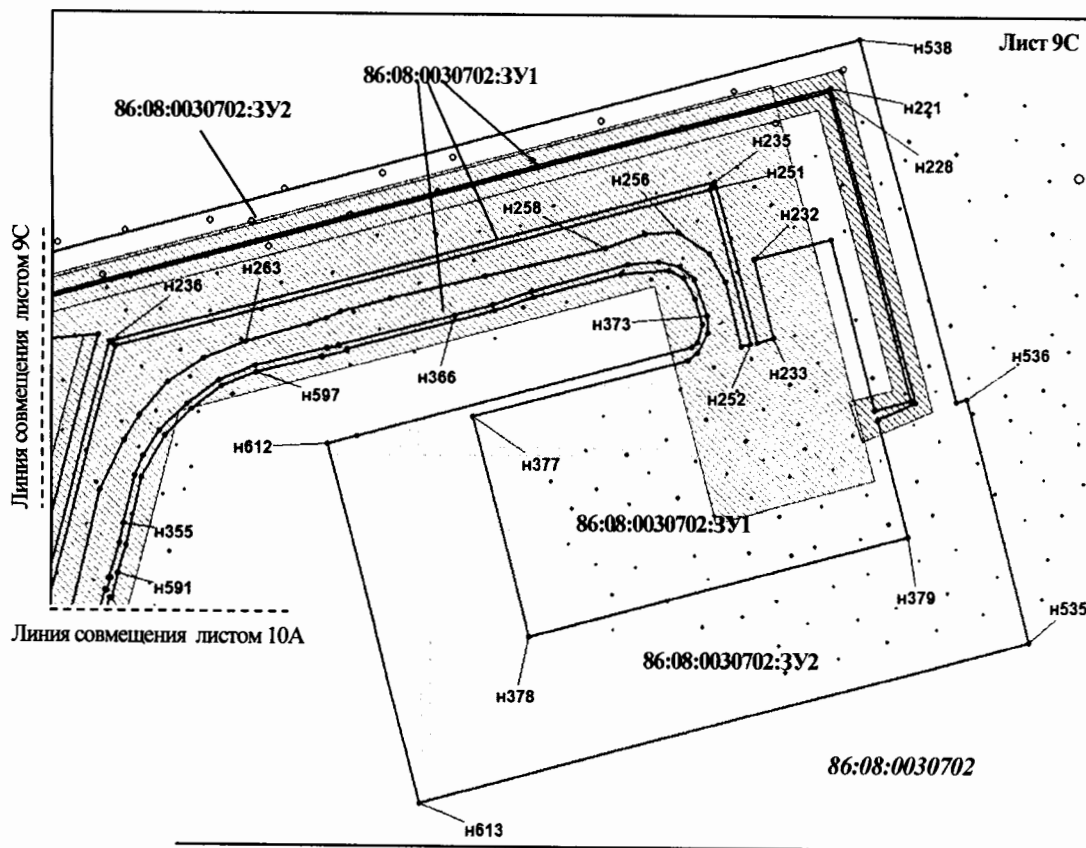 Лист 9С
н538
86:08:0030702:ЗУ1
86:08:0030702:ЗУ2
н221
н235
н228
н256
н251
н258
н232
н236
н263
Линия совмещения листом 9С
н373
н597
н366
н252
н233
н536
н612
н377
86:08:0030702:ЗУ1
н355
н591
н379
Линия совмещения листом 10А
н535
86:08:0030702:ЗУ2
н378
86:08:0030702
н613